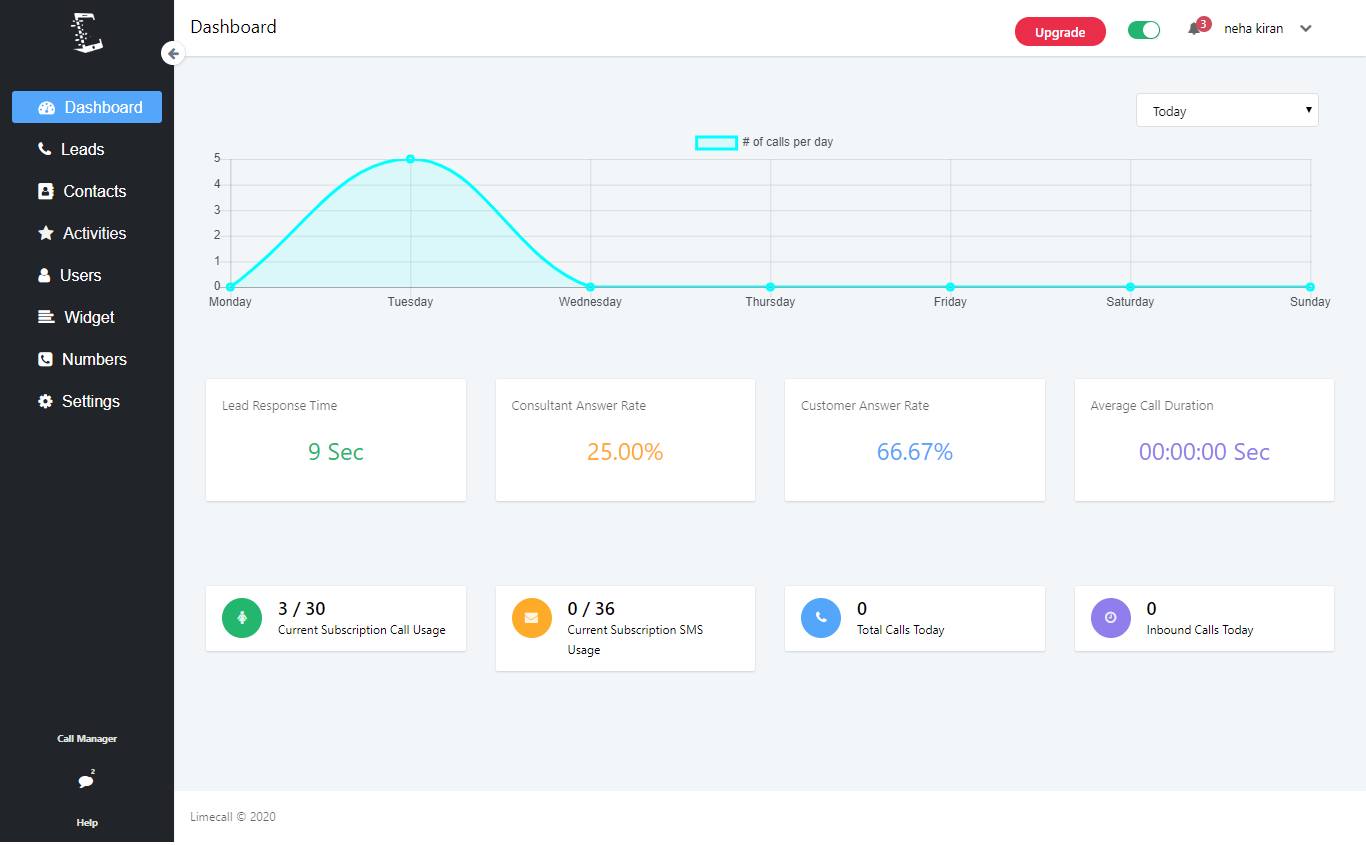 Dashboard
Upgrade
3
neha kiran
Dashboard
Leads
Contacts
Activities
Users
Widget
Numbers
Settings
Call Manager
2
Help
Today
# of calls per day
5
4
3
2
1
0
Monday Tuesday Wednesday Thursday Friday Saturday Sunday
Lead Response Time
9 Sec
Consultant Answer Rate
25.00%
Customer Answer Rate
66.67%
Average Call Duration
00:00:00 Sec
3 / 30
Current Subscription Call Usage
0 / 36
Current Subscription SMS
Usage
0
Total Calls Today
0
Inbound Calls Today
Limecall © 2020